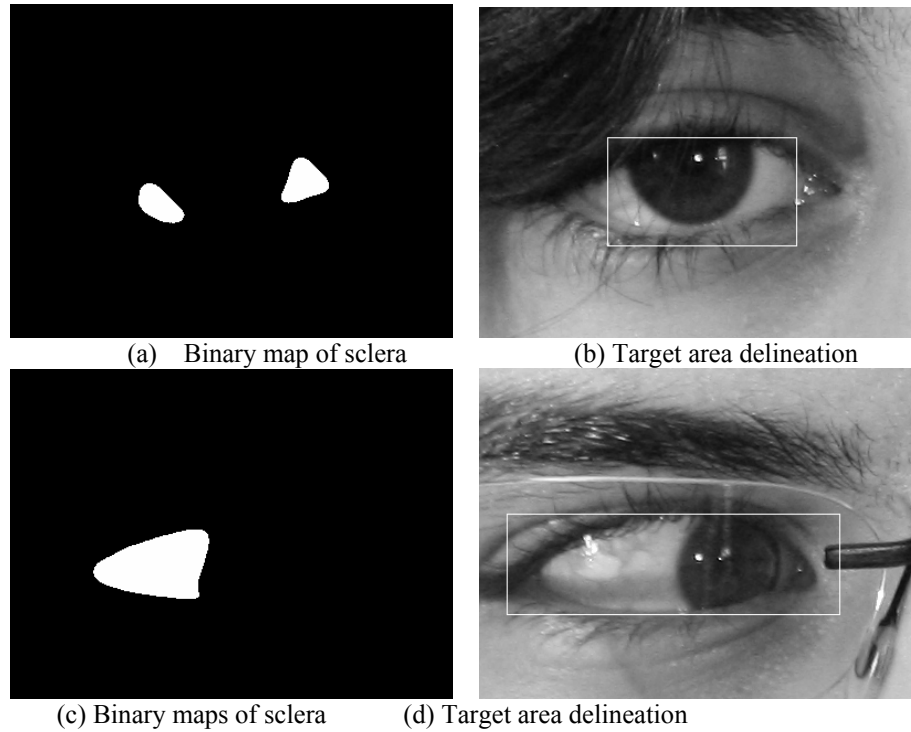 (a) Binary map of sclera
(b) Target area delineation
(c) Binary maps of sclera
(d) Target area delineation